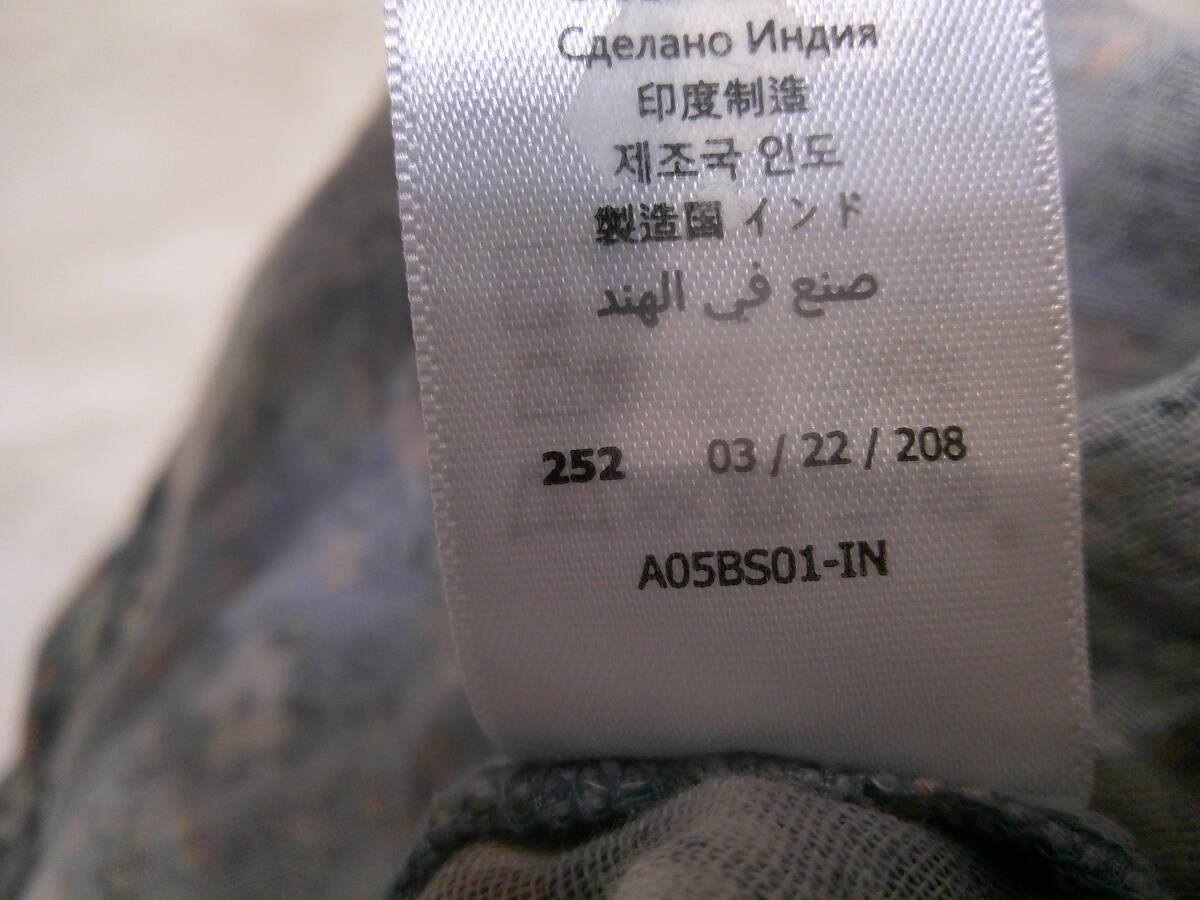 Сделано Индия
印度制造
제조국 인도
製造国 インド
صنع في الهند
252 03 / 22 / 208
A05BS01-IN